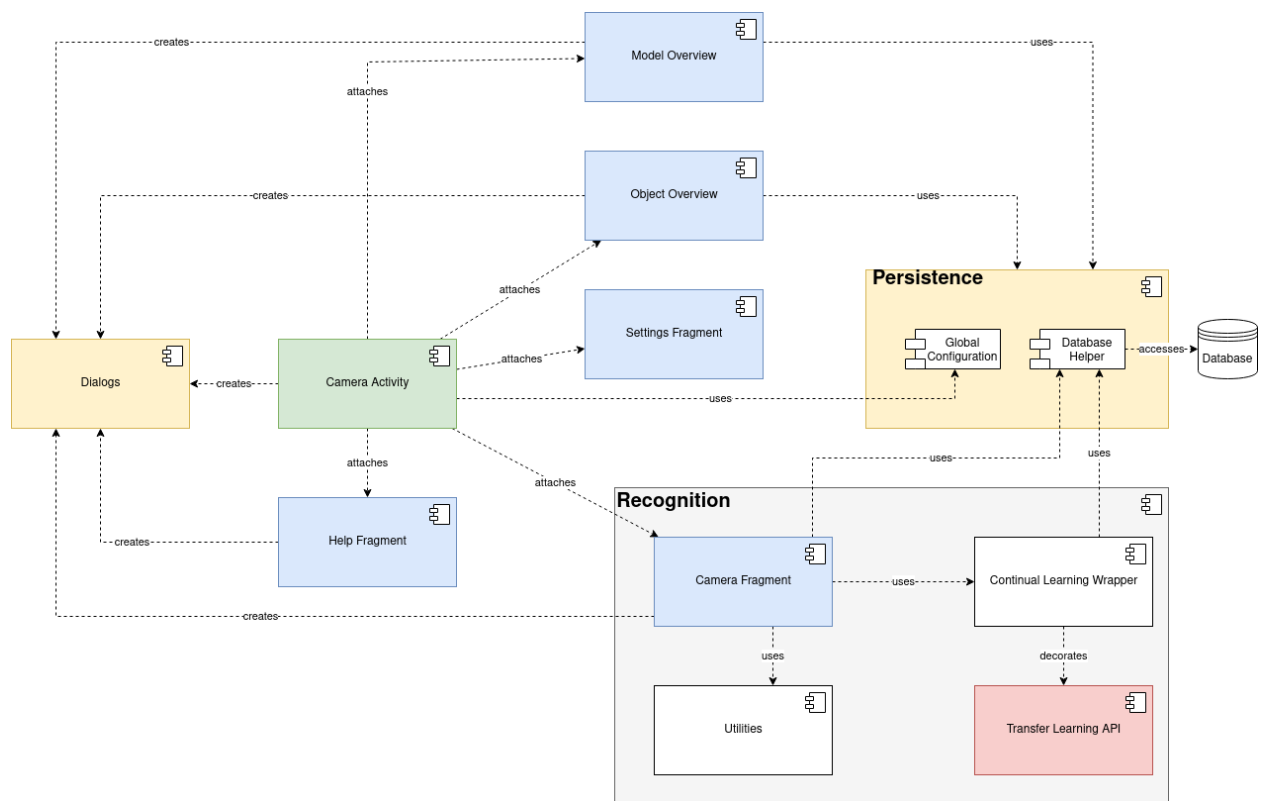 Model Overview
creates
uses
attaches
Object Overview
creates
uses
Persistence
attaches
Settings Fragment
Global
Configuration
Database
Helper
accesses
Database
attaches
Dialogs
creates
Camera Activity
uses
attaches
uses
uses
attaches
Recognition
Help Fragment
creates
Camera Fragment
uses
Continual Learning Wrapper
creates
uses
decorates
Utilities
Transfer Learning API